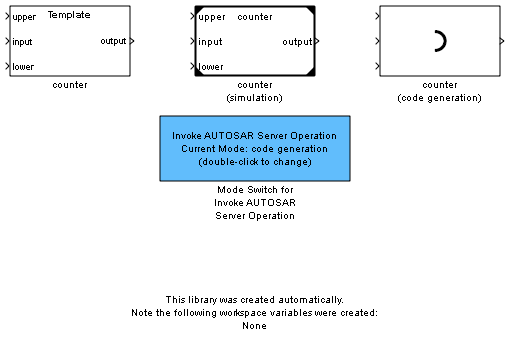 upper Template
input output
lower
counter
upper counter
input output
lower
counter
(simulation)
counter
(code generation)
Invoke AUTOSAR Server Operation
Current Mode: code generation
(double-click to change)
Mode Switch for
Invoke AUTOSAR
Server Operation
This library was created automatically.
Note the following workspace variables were created:
None